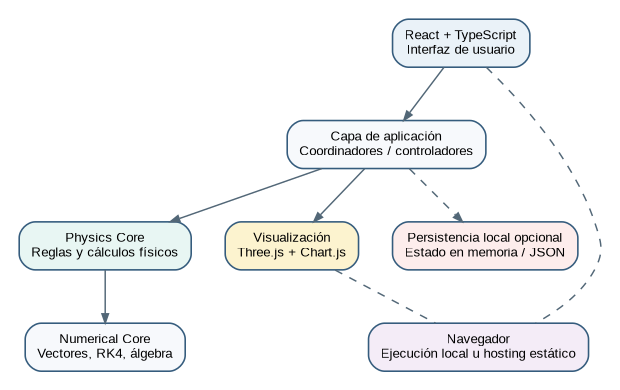 React + TypeScript
Interfaz de usuario
Capa de aplicación
Coordinadores / controladores
Physics Core
Reglas y cálculos físicos
Visualización
Three.js + Chart.js
Persistencia local opcional
Estado en memoria / JSON
Numerical Core
Vectores, RK4, álgebra
Navegador
Ejecución local u hosting estático